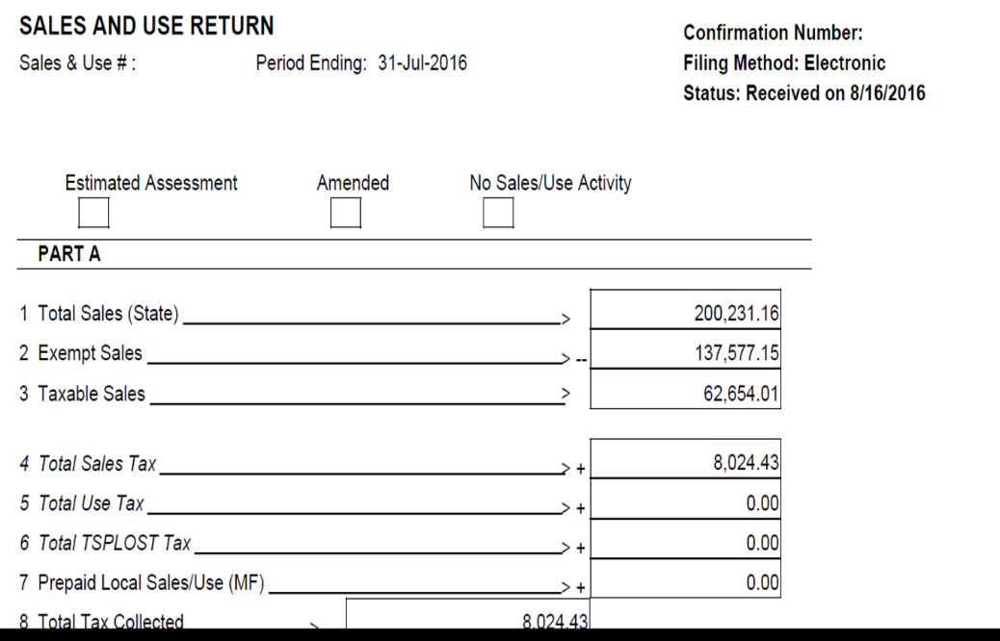 SALES AND USE RETURN
Confirmation Number:
Sales & Use # : Period Ending: 31-Jul-2016
Filing Method: Electronic
Status: Received on 8/16/2016
Estimated Assessment Amended No Sales/Use Activity
PART A
1 Total Sales (State) > 200,231.16
2 Exempt Sales > -- 137,577.15
3 Taxable Sales > 62,654.01
4 Total Sales Tax > + 8,024.43
5 Total Use Tax > + 0.00
6 Total TSPLOST Tax > + 0.00
7 Prepaid Local Sales/Use (MF) > + 0.00
8 Total Tax Collected > 8,024.43